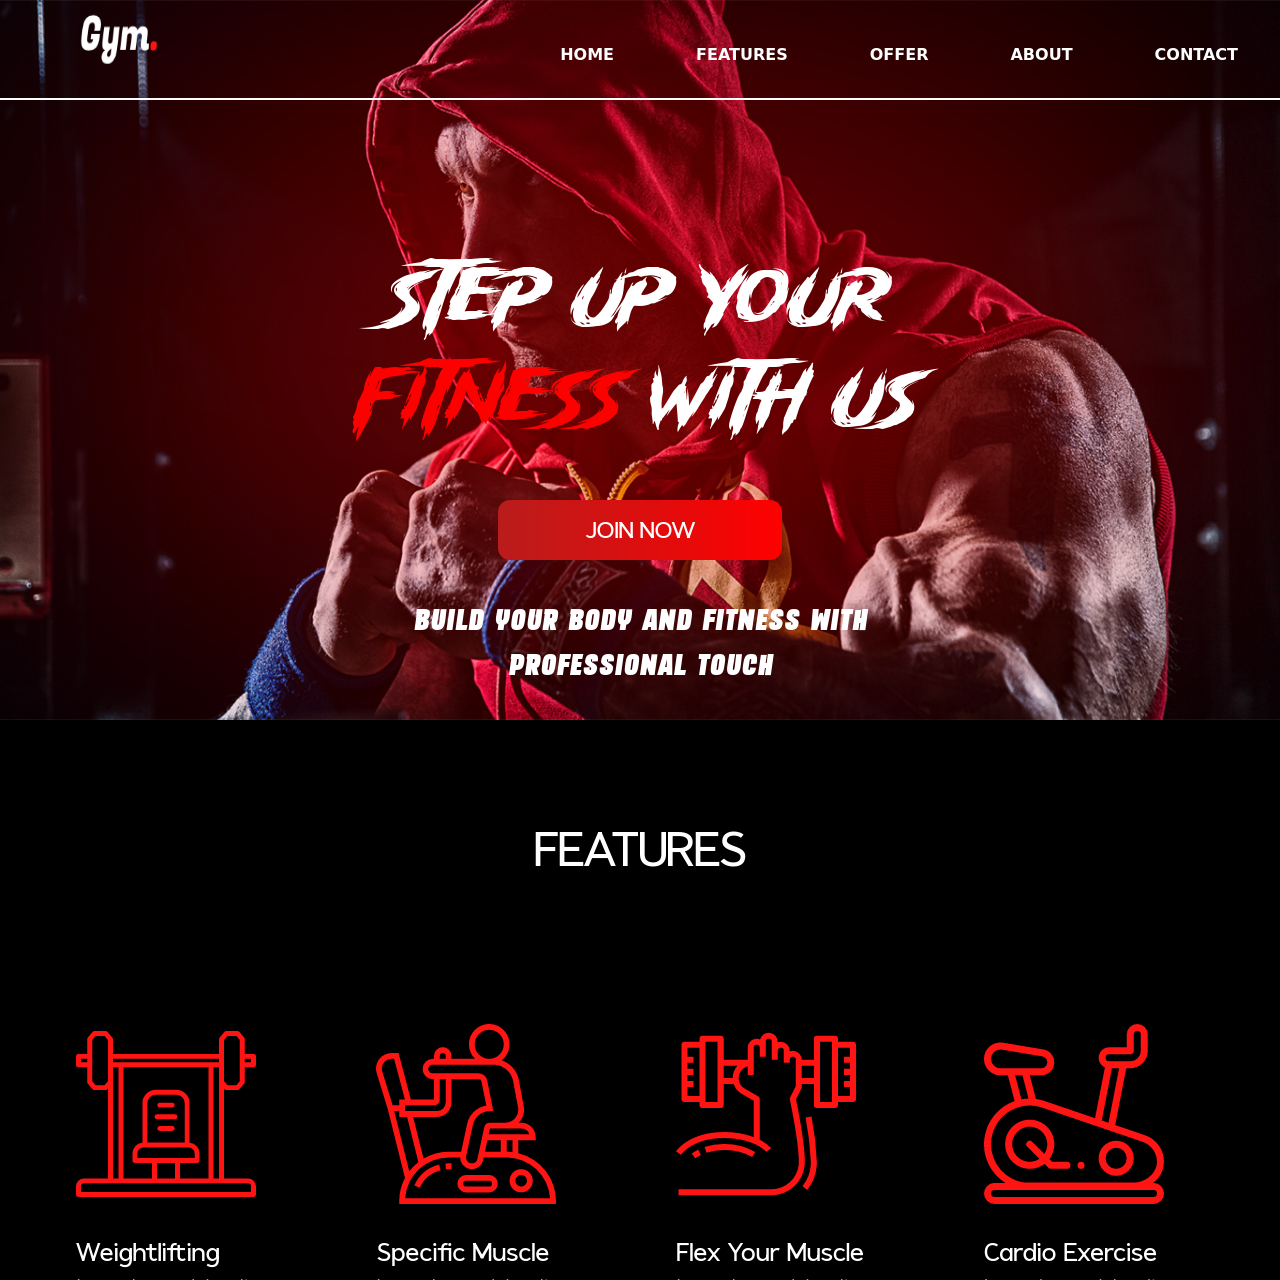 Gym.
HOME FEATURES OFFER ABOUT CONTACT
STEP UP YOUR
FITNESS WITH US
JOIN NOW
BUILD YOUR BODY AND FITNESS WITH
PROFESSIONAL TOUCH
FEATURES
Weightlifting Specific Muscle Flex Your Muscle Cardio Exercise